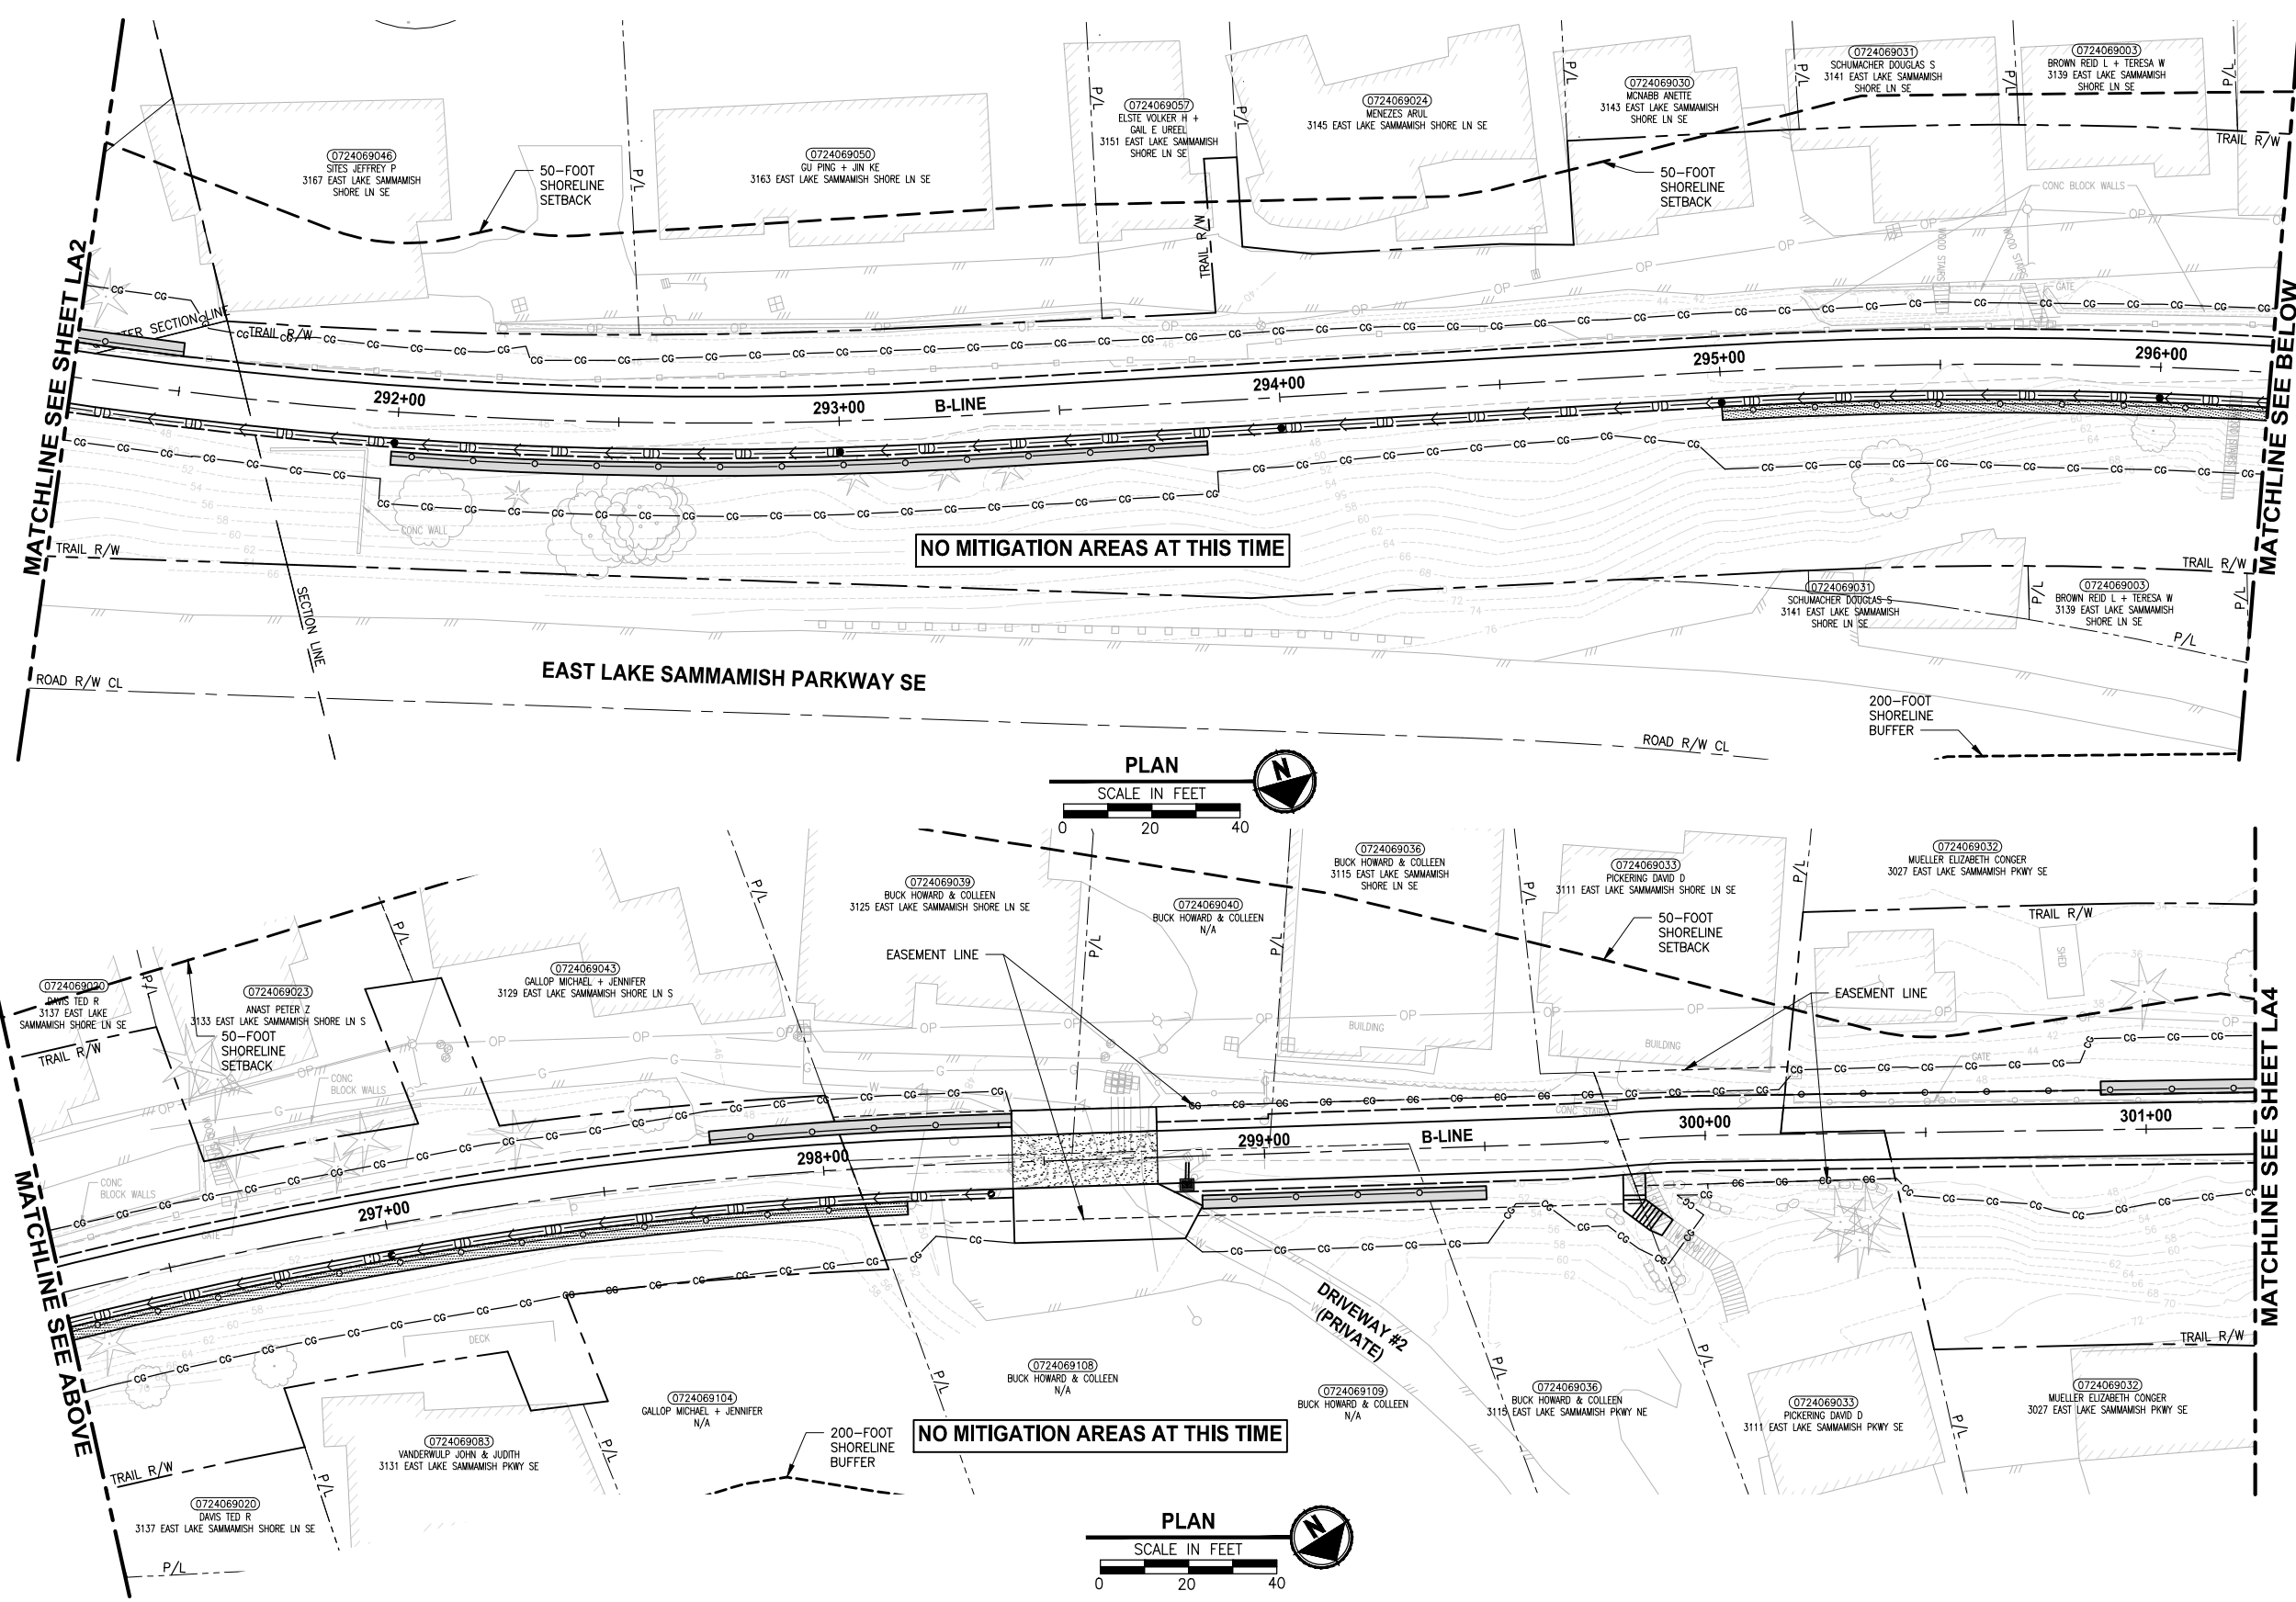 MATCHLINE SEE SHEET LA2
0724069046
SITES JEFFREY P
3167 EAST LAKE SAMMAMISH
SHORE LN SE
50-FOOT
SHORELINE
SETBACK
P/L
0724069050
GU PING + JIN KE
3163 EAST LAKE SAMMAMISH SHORE LN SE
P/L
0724069057
ELSTE VOLKER H +
GAIL E UREEL
3151 EAST LAKE SAMMAMISH
SHORE LN SE
P/L
TRAIL R/W
0724069024
MENEZES ARUL
3145 EAST LAKE SAMMAMISH SHORE LN SE
P/L
0724069030
MCNABB ANETTE
3143 EAST LAKE SAMMAMISH
SHORE LN SE
50-FOOT
SHORELINE
SETBACK
P/L
0724069031
SCHUMACHER DOUGLAS S
3141 EAST LAKE SAMMAMISH
SHORE LN SE
P/L
0724069003
BROWN REID L + TERESA W
3139 EAST LAKE SAMMAMISH
SHORE LN SE
P/L
TRAIL R/W
CONC BLOCK WALLS
WOOD STAIRS
WOOD STAIRS
GATE
SECTION LINE
TRAIL R/W
292+00
293+00
B-LINE
294+00
295+00
296+00
CONC WALL
TRAIL R/W
NO MITIGATION AREAS AT THIS TIME
SECTION LINE
0724069031
SCHUMACHER DOUGLAS S
3141 EAST LAKE SAMMAMISH
SHORE LN SE
P/L
0724069003
BROWN REID L + TERESA W
3139 EAST LAKE SAMMAMISH
SHORE LN SE
TRAIL R/W
P/L
P/L
MATCHLINE SEE BELOW
EAST LAKE SAMMAMISH PARKWAY SE
ROAD R/W CL
ROAD R/W CL
200-FOOT
SHORELINE
BUFFER
PLAN
SCALE IN FEET
0 20 40
N
MATCHLINE SEE ABOVE
0724069020
DAVIS TED R
3137 EAST LAKE
SAMMAMISH SHORE LN SE
TRAIL R/W
P/L
0724069023
ANAST PETER Z
3133 EAST LAKE SAMMAMISH SHORE LN S
50-FOOT
SHORELINE
SETBACK
P/L
0724069043
GALLOP MICHAEL + JENNIFER
3129 EAST LAKE SAMMAMISH SHORE LN S
P/L
0724069039
BUCK HOWARD & COLLEEN
3125 EAST LAKE SAMMAMISH SHORE LN SE
EASEMENT LINE
P/L
0724069040
BUCK HOWARD & COLLEEN
N/A
P/L
0724069036
BUCK HOWARD & COLLEEN
3115 EAST LAKE SAMMAMISH
SHORE LN SE
P/L
0724069033
PICKERING DAVID D
3111 EAST LAKE SAMMAMISH SHORE LN SE
50-FOOT
SHORELINE
SETBACK
P/L
0724069032
MUELLER ELIZABETH CONGER
3027 EAST LAKE SAMMAMISH PKWY SE
TRAIL R/W
SHED
EASEMENT LINE
BUILDING
BUILDING
GATE
CONC
BLOCK WALLS
CONC
BLOCK WALLS
GATE
CONC STAIRS
297+00
298+00
299+00
B-LINE
300+00
301+00
DRIVEWAY #2
(PRIVATE)
DECK
TRAIL R/W
0724069020
DAVIS TED R
3137 EAST LAKE SAMMAMISH SHORE LN SE
P/L
P/L
0724069083
VANDERWULP JOHN & JUDITH
3131 EAST LAKE SAMMAMISH PKWY SE
P/L
0724069104
GALLOP MICHAEL + JENNIFER
N/A
200-FOOT
SHORELINE
BUFFER
P/L
0724069108
BUCK HOWARD & COLLEEN
N/A
NO MITIGATION AREAS AT THIS TIME
0724069109
BUCK HOWARD & COLLEEN
N/A
P/L
0724069036
BUCK HOWARD & COLLEEN
3115 EAST LAKE SAMMAMISH PKWY NE
P/L
0724069033
PICKERING DAVID D
3111 EAST LAKE SAMMAMISH PKWY SE
P/L
0724069032
MUELLER ELIZABETH CONGER
3027 EAST LAKE SAMMAMISH PKWY SE
TRAIL R/W
MATCHLINE SEE SHEET LA4
PLAN
SCALE IN FEET
0 20 40
N